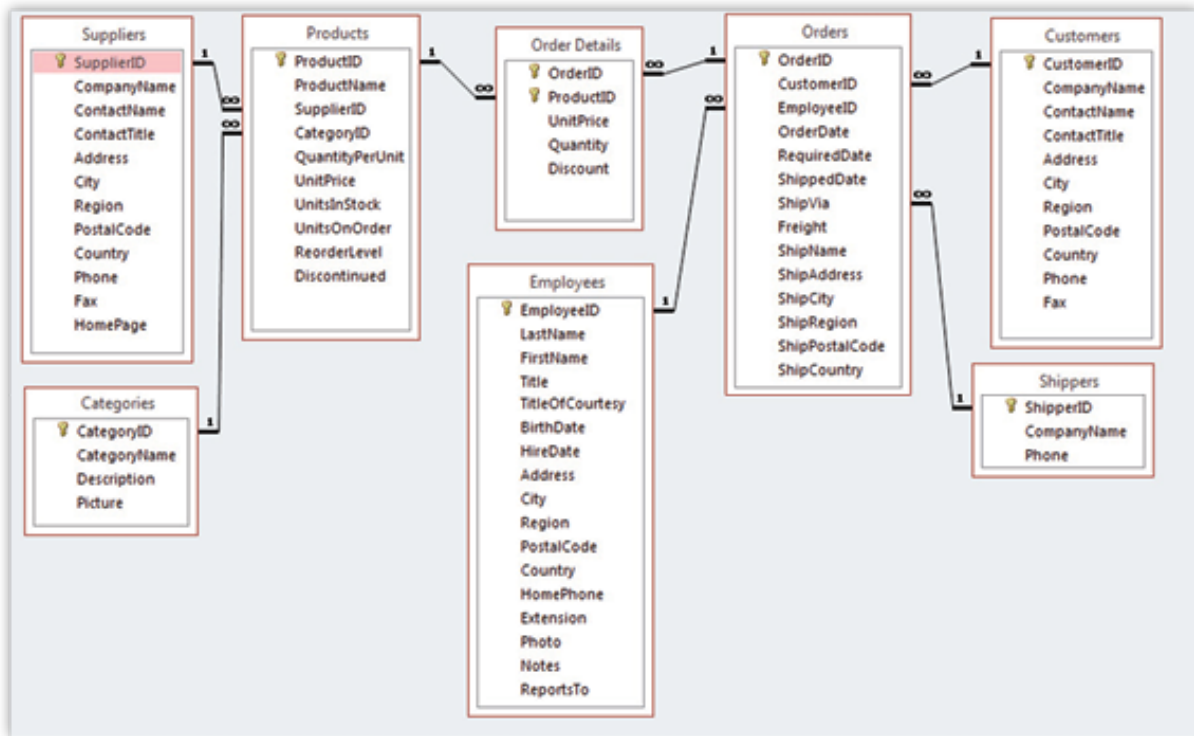 Suppliers
SupplierID
CompanyName
ContactName
ContactTitle
Address
City
Region
PostalCode
Country
Phone
Fax
HomePage
1
∞
∞
Products
ProductID
ProductName
SupplierID
CategoryID
QuantityPerUnit
UnitPrice
UnitsInStock
UnitsOnOrder
ReorderLevel
Discontinued
1
∞
Order Details
OrderID
ProductID
UnitPrice
Quantity
Discount
∞
1
∞
Orders
OrderID
CustomerID
EmployeeID
OrderDate
RequiredDate
ShippedDate
ShipVia
Freight
ShipName
ShipAddress
ShipCity
ShipRegion
ShipPostalCode
ShipCountry
∞
1
∞
Customers
CustomerID
CompanyName
ContactName
ContactTitle
Address
City
Region
PostalCode
Country
Phone
Fax
Categories
CategoryID
CategoryName
Description
Picture
1
Employees
EmployeeID
LastName
FirstName
Title
TitleOfCourtesy
BirthDate
HireDate
Address
City
Region
PostalCode
Country
HomePhone
Extension
Photo
Notes
ReportsTo
1
1
Shippers
ShipperID
CompanyName
Phone